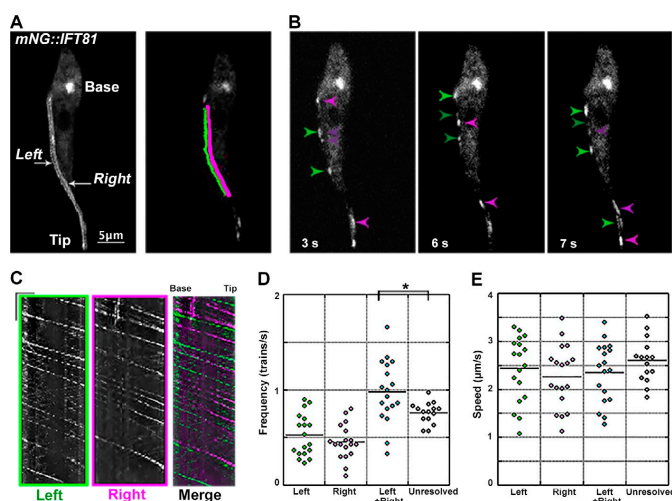 A
mNG::IFT81
Base
Left
Right
Tip
5µm
B
3 s
6 s
7 s
C
Base
Tip
Left
Right
Merge
D
Frequency (trains/s)
2
1
0
*
Left
Right
Left
+Right
Unresolved
E
Speed (µm/s)
4
3
2
1
0
Left
Right
Left
+Right
Unresolved